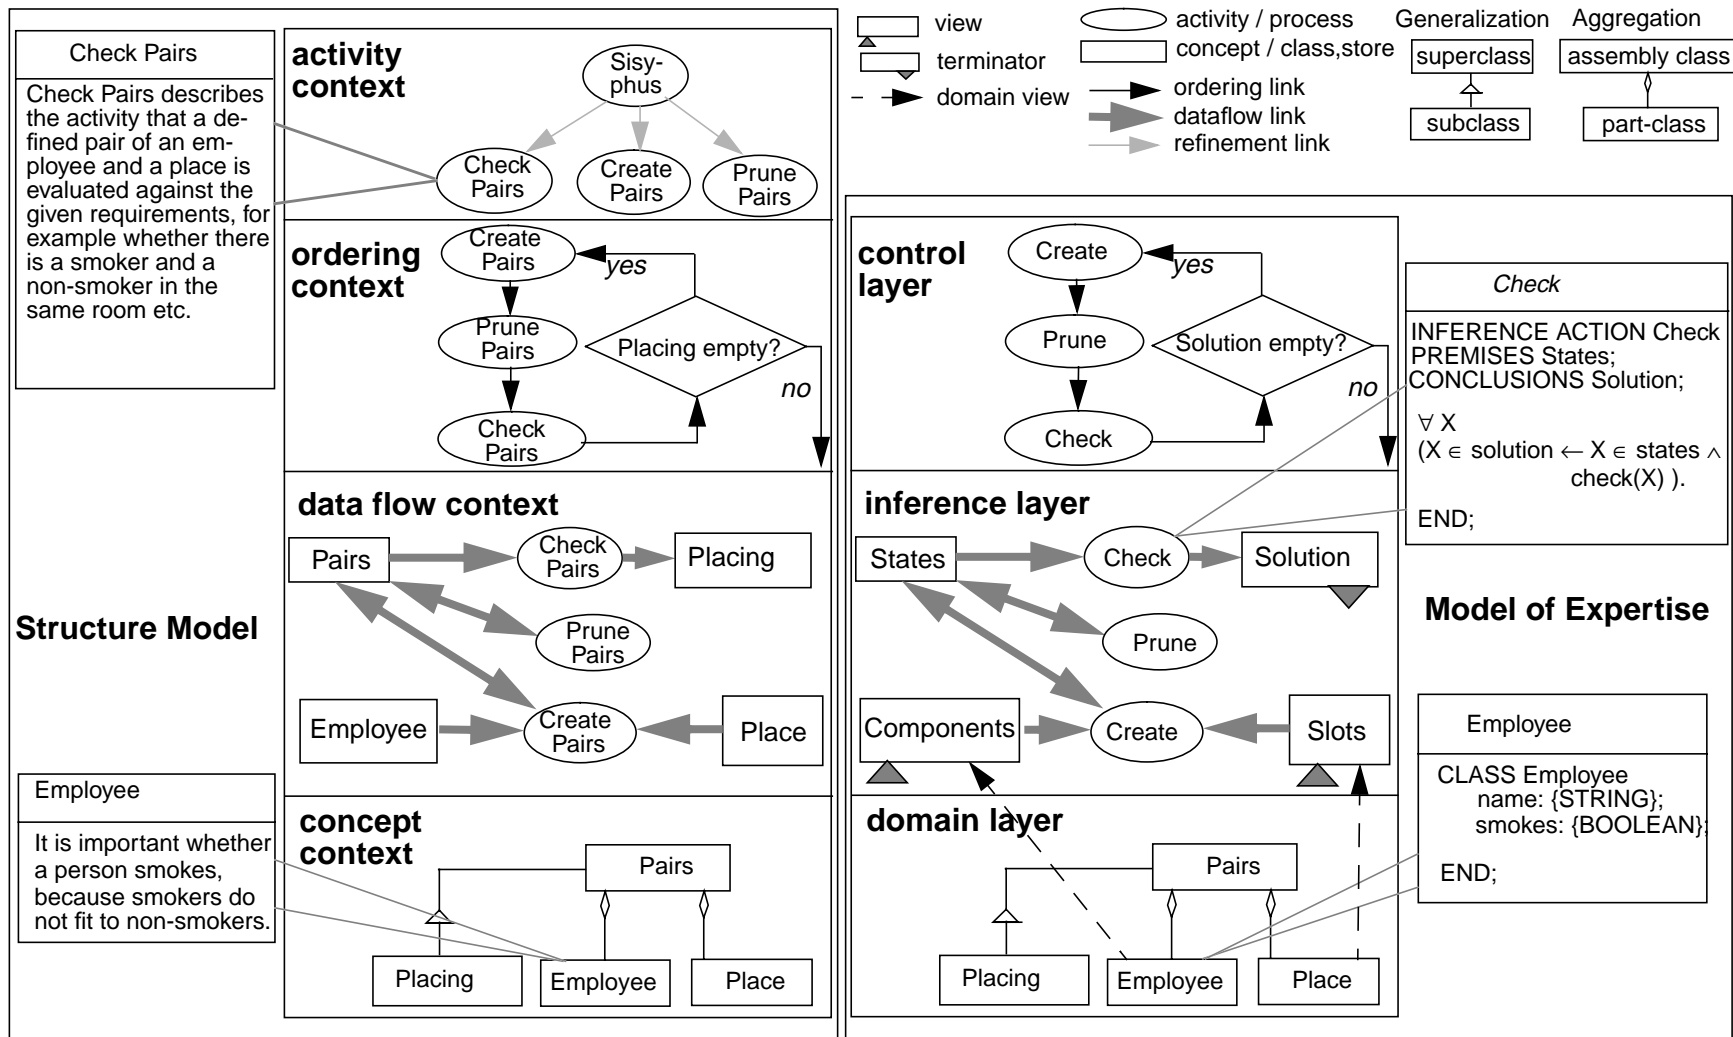 Check Pairs
Check Pairs describes
the activity that a de-
fined pair of an em-
ployee and a place is
evaluated against the
given requirements, for
example whether there
is a smoker and a
non-smoker in the
same room etc.
Structure Model
Employee
It is important whether
a person smokes,
because smokers do
not fit to non-smokers.
activity
context
Sisy-
phus
Check
Pairs
Create
Pairs
Prune
Pairs
ordering
context
Create
Pairs
yes
Prune
Pairs
Placing empty?
no
Check
Pairs
data flow context
Pairs
Check
Pairs
Placing
Prune
Pairs
Employee
Create
Pairs
Place
concept
context
Pairs
Placing
Employee
Place
view
terminator
domain view
activity / process
concept / class,store
ordering link
dataflow link
refinement link
Generalization
superclass
subclass
Aggregation
assembly class
part-class
control
layer
Create
yes
Prune
Solution empty?
no
Check
inference layer
States
Check
Solution
Prune
Components
Create
Slots
domain layer
Pairs
Placing
Employee
Place
Check
INFERENCE ACTION Check
PREMISES States;
CONCLUSIONS Solution;
∀ X
(X ∈ solution ← X ∈ states ∧
check(X) ).
END;
Model of Expertise
Employee
CLASS Employee
name: {STRING};
smokes: {BOOLEAN};
END;